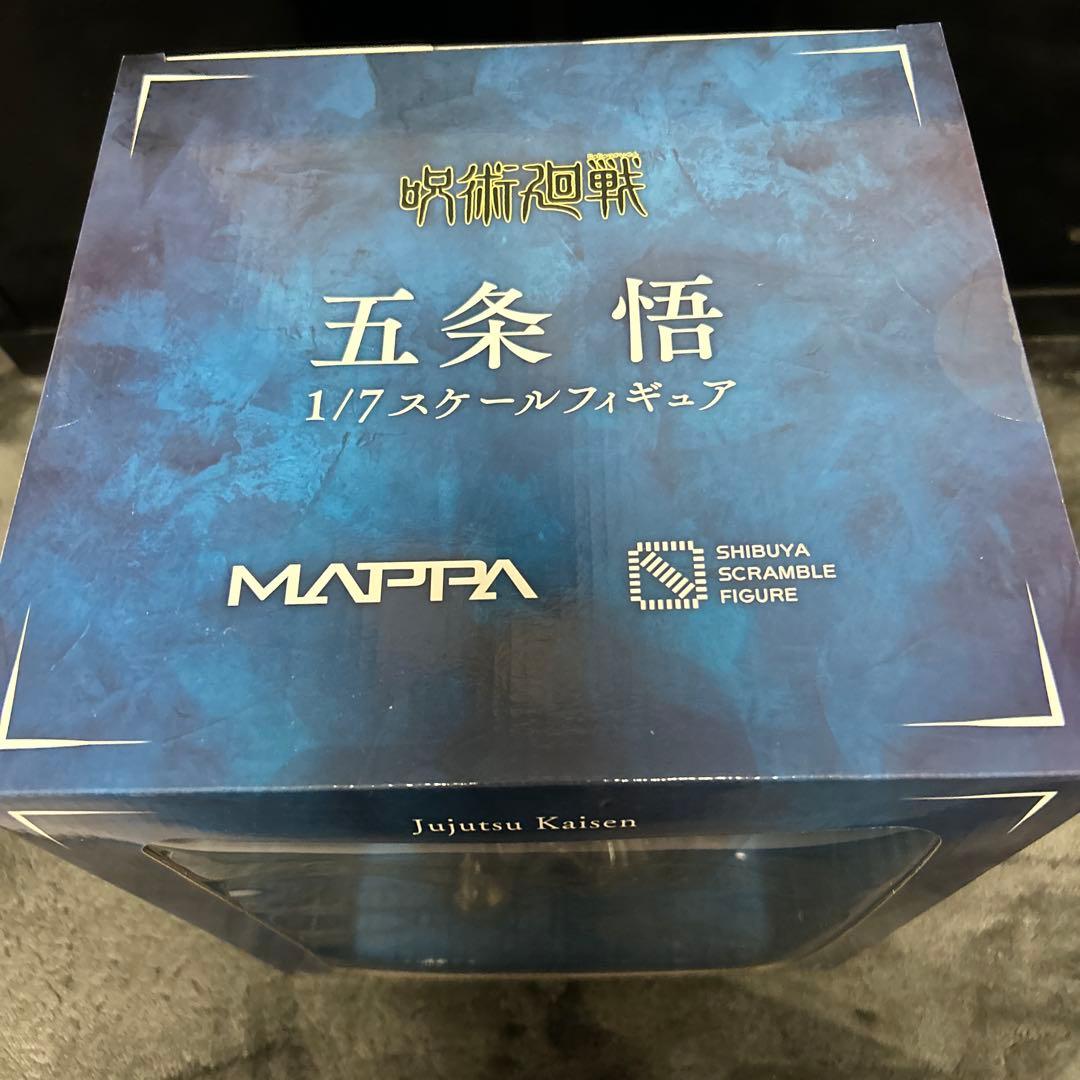 呪術廻戦
五条 悟
1/7スケールフィギュア
MAPPA
SHIBUYA
SCRAMBLE
FIGURE
Jujutsu Kaisen